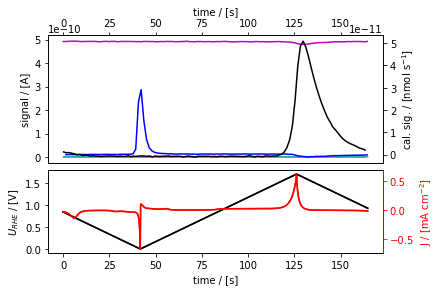 time / [s]
0 25 50 75 100 125 150
1e−10 1e−11
signal / [A]
5
4
3
2
1
0
cal. sig. / [nmol s⁻¹]
5
4
3
2
1
0
U_RHE / [V]
1.5
1.0
0.5
0.0
J / [mA cm⁻²]
0.5
0.0
−0.5
0 25 50 75 100 125 150
time / [s]